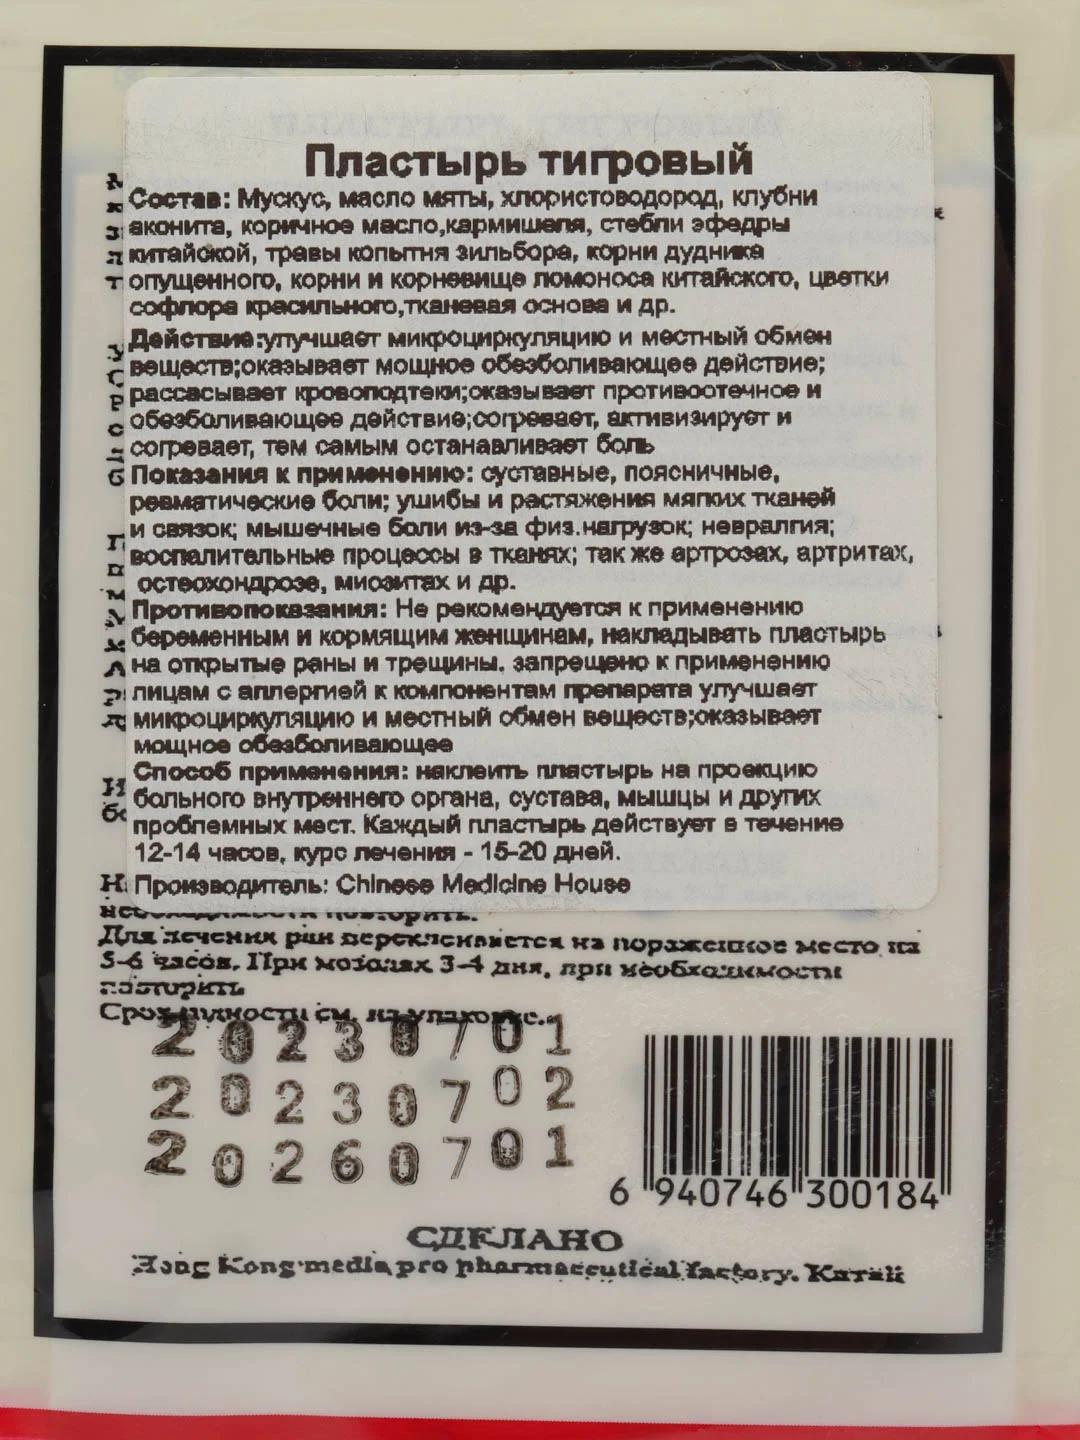 Пластырь тигровый
Состав: Мускус, масло мяты, хлористоводород, клубни
аконита, коричное масло,кармишеля, стебли эфедры
китайской, травы копытня зильбора, корни дудника
опущенного, корни и корневище ломоноса китайского, цветки
софлора красильного,тканевая основа и др.
Действие:улучшает микроциркуляцию и местный обмен
веществ;оказывает мощное обезболивающее действие;
рассасывает кровоподтеки;оказывает противоотечное и
обезболивающее действие;согревает, активизирует и
согревает, тем самым останавливает боль
Показания к применению: суставные, поясничные,
ревматические боли; ушибы и растяжения мягких тканей
и связок; мышечные боли из-за физ.нагрузок; невралгия;
воспалительные процессы в тканях; так же артрозах, артритах,
остеохондрозе, миозитах и др.
Противопоказания: Не рекомендуется к применению
беременным и кормящим женщинам, накладывать пластырь
на открытые раны и трещины. запрещено к применению
лицам с аллергией к компонентам препарата улучшает
микроциркуляцию и местный обмен веществ;оказывает
мощное обезболивающее
Способ применения: наклеить пластырь на проекцию
больного внутреннего органа, сустава, мышцы и других
проблемных мест. Каждый пластырь действует в течение
12-14 часов, курс лечения - 15-20 дней.
Производитель: Chinese Medicine House
необходимости повторить.
Для лечения ран переклеивается на пораженное место на
5-6 часов. При мозолях 3-4 дня, при необходимости
повторить
Срок годности см. на упаковке.
20230701
20230702
20260701
6 940746 300184
СДЕЛАНО
Hong Kong media pro pharmaceutical factory. Китай